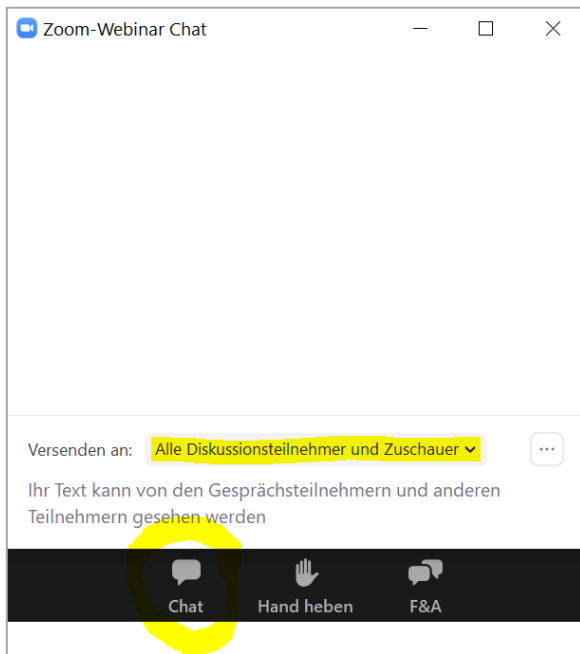 Zoom-Webinar Chat
Versenden an: Alle Diskussionsteilnehmer und Zuschauer
Ihr Text kann von den Gesprächsteilnehmern und anderen
Teilnehmern gesehen werden
Chat Hand heben F&A